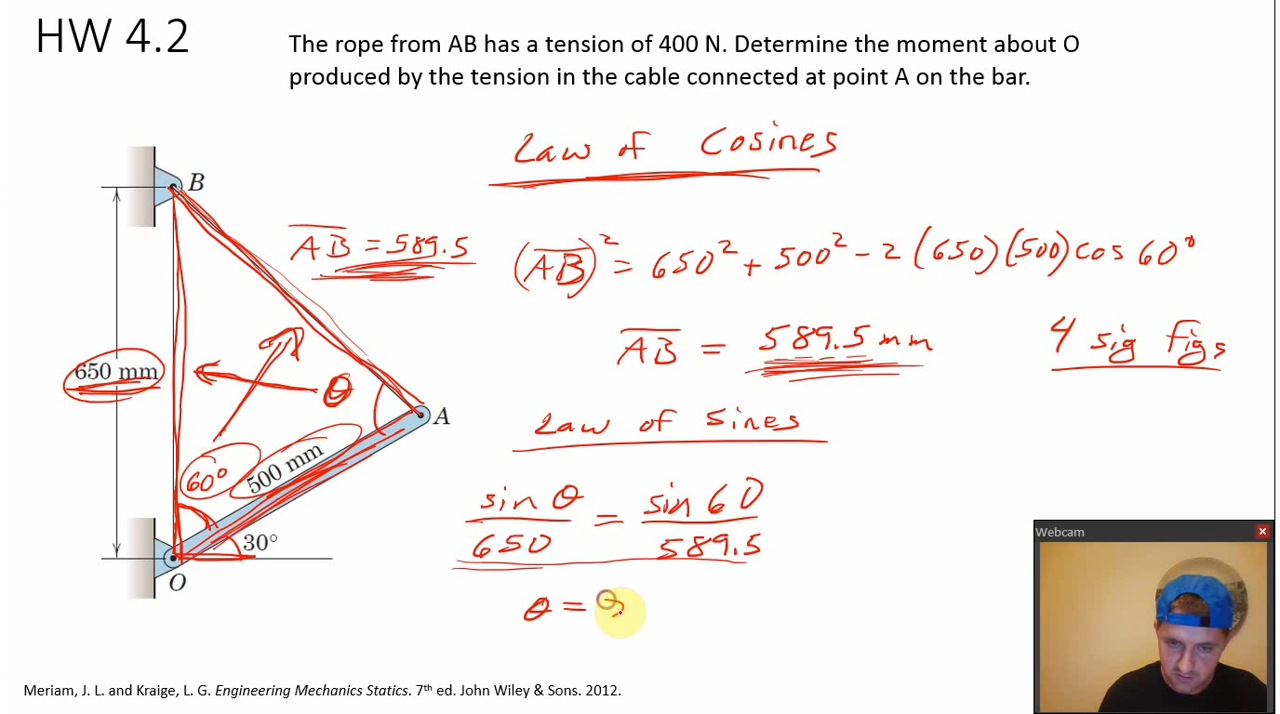 HW 4.2
The rope from AB has a tension of 400 N. Determine the moment about O
produced by the tension in the cable connected at point A on the bar.
Law of Cosines
B
A̅B̅ = 589.5
(A̅B̅)² = 650² + 500² - 2(650)(500) cos 60°
A̅B̅ = 589.5 mm
4 sig figs
650 mm
θ
A
Law of Sines
60°
500 mm
sin θ / 650 = sin 60 / 589.5
30°
O
θ =
Webcam
Meriam, J. L. and Kraige, L. G. Engineering Mechanics Statics. 7th ed. John Wiley & Sons. 2012.